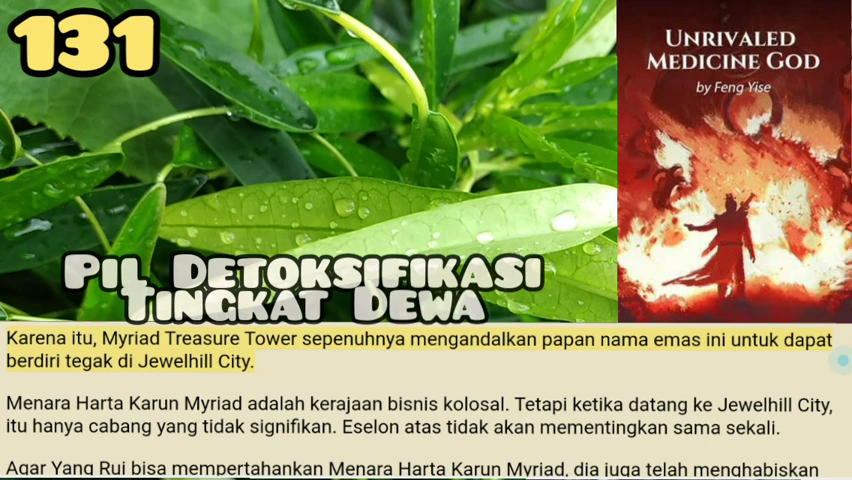 131
UNRIVALED
MEDICINE GOD
by Feng Yise
PIL DETOKSIFIKASI
TINGKAT DEWA
Karena itu, Myriad Treasure Tower sepenuhnya mengandalkan papan nama emas ini untuk dapat
berdiri tegak di Jewelhill City.
Menara Harta Karun Myriad adalah kerajaan bisnis kolosal. Tetapi ketika datang ke Jewelhill City,
itu hanya cabang yang tidak signifikan. Eselon atas tidak akan mementingkan sama sekali.
Agar Yang Rui bisa mempertahankan Menara Harta Karun Myriad, dia juga telah menghabiskan